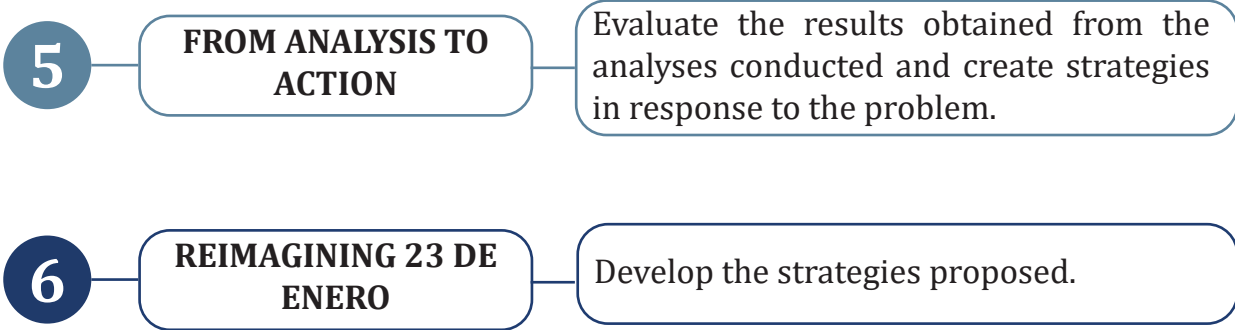 5
FROM ANALYSIS TO
ACTION
Evaluate the results obtained from the
analyses conducted and create strategies
in response to the problem.
6
REIMAGINING 23 DE
ENERO
Develop the strategies proposed.